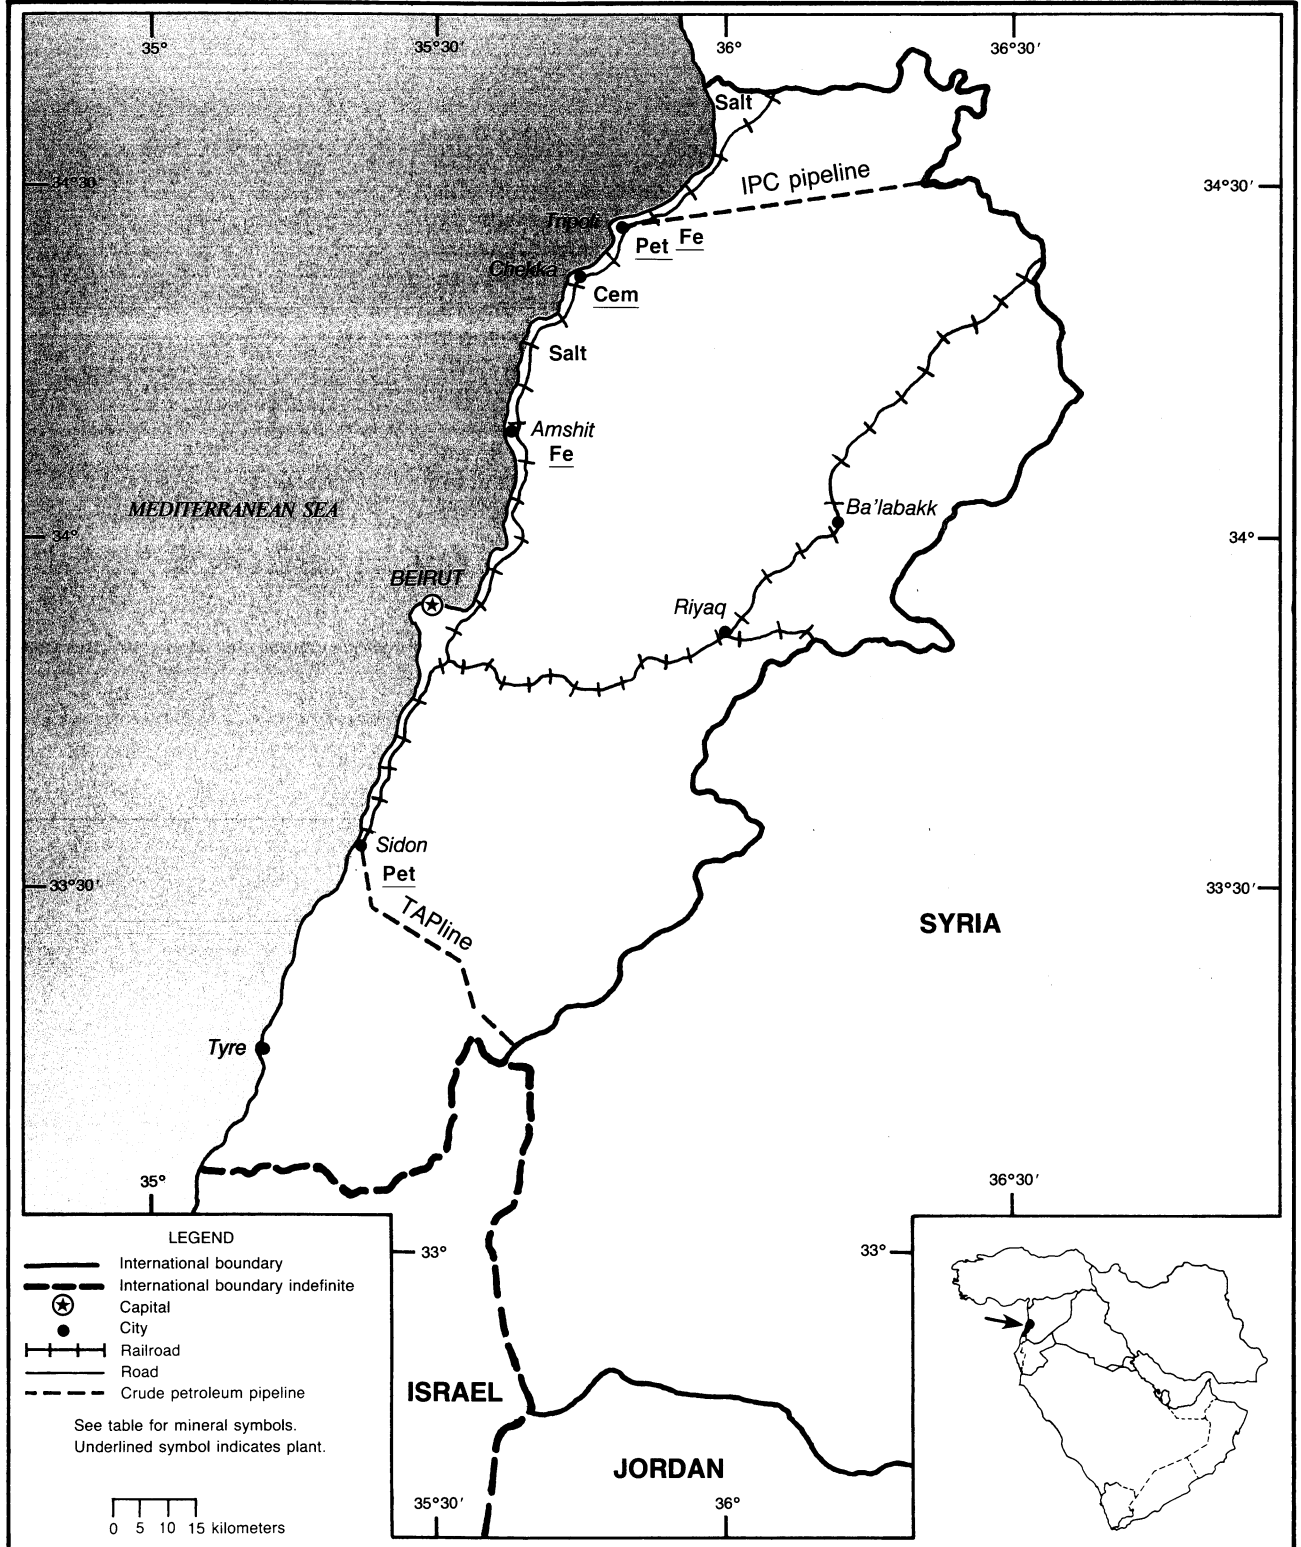 35°
35°30′
36°
36°30′
Salt
34°30′
IPC pipeline
34°30′
Tripoli
Pet
Fe
Chekka
Cem
Salt
Amshit
Fe
MEDITERRANEAN SEA
Ba'labakk
34°
34°
BEIRUT
Riyaq
Sidon
Pet
33°30′
33°30′
TAPline
SYRIA
Tyre
35°
36°30′
LEGEND
International boundary
International boundary indefinite
Capital
City
Railroad
Road
Crude petroleum pipeline
See table for mineral symbols.
Underlined symbol indicates plant.
0 5 10 15 kilometers
33°
33°
ISRAEL
JORDAN
35°30′
36°